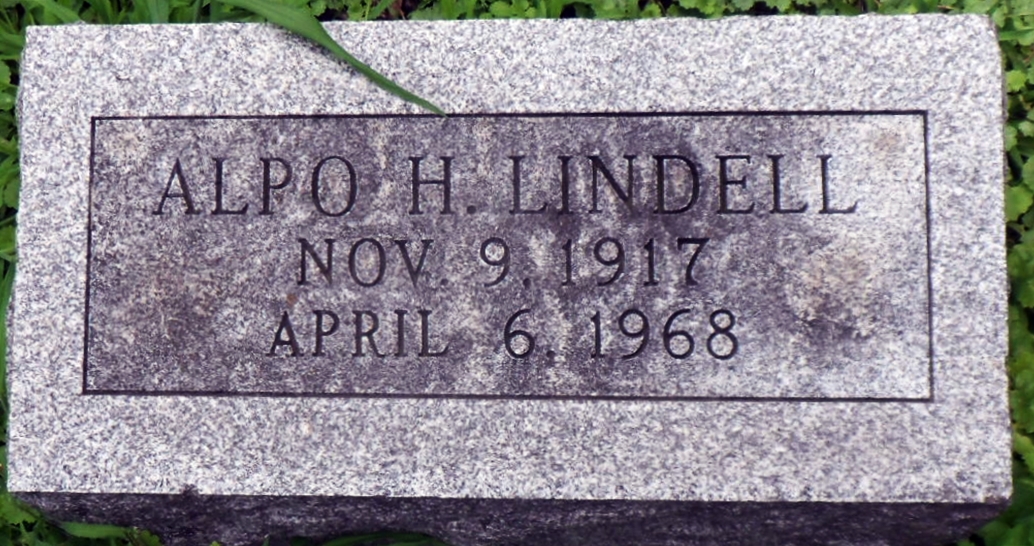 ALPO H. LINDELL
NOV. 9, 1917
APRIL 6, 1968